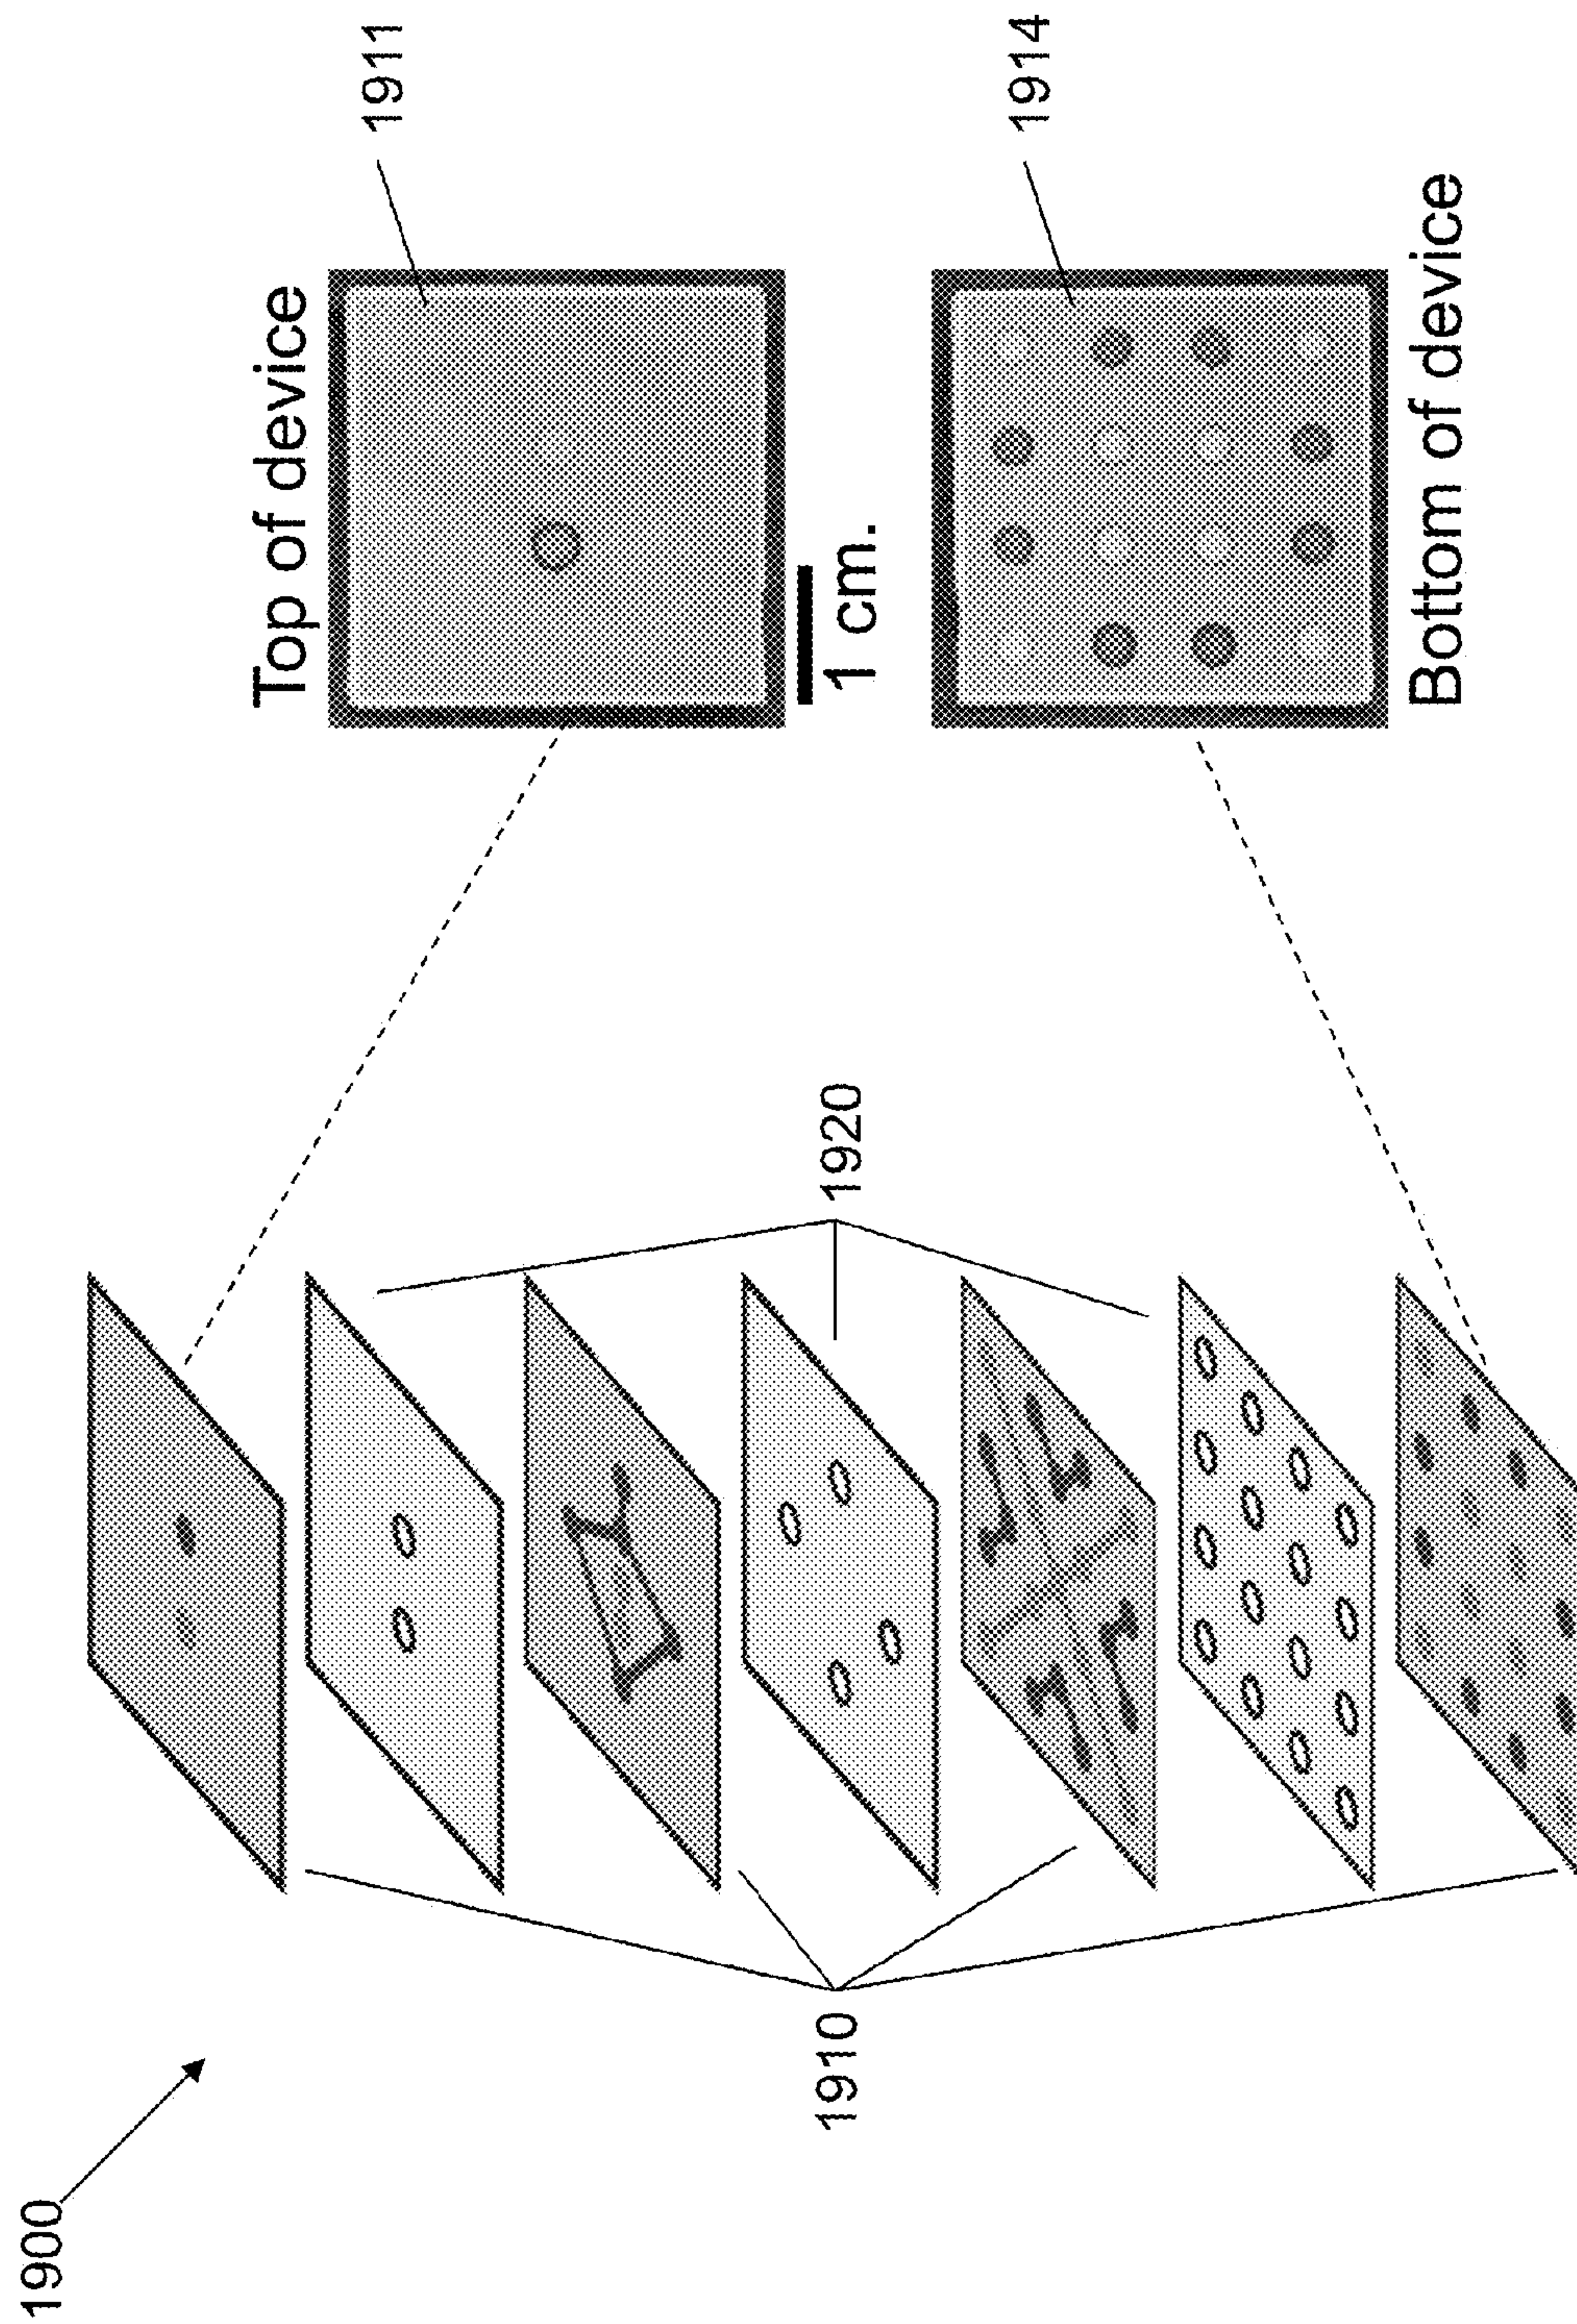 1900
1910
1920
Top of device
1911
1 cm.
1914
Bottom of device